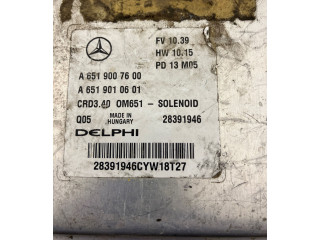 FV 10.39
HW 10.15
PD 13 M05
A 651 900 76 00
A 651 901 06 01
CRD3.A0 OM651 - SOLENOID
Q05 MADE IN HUNGARY 28391946
DELPHI
28391946CYW18T27